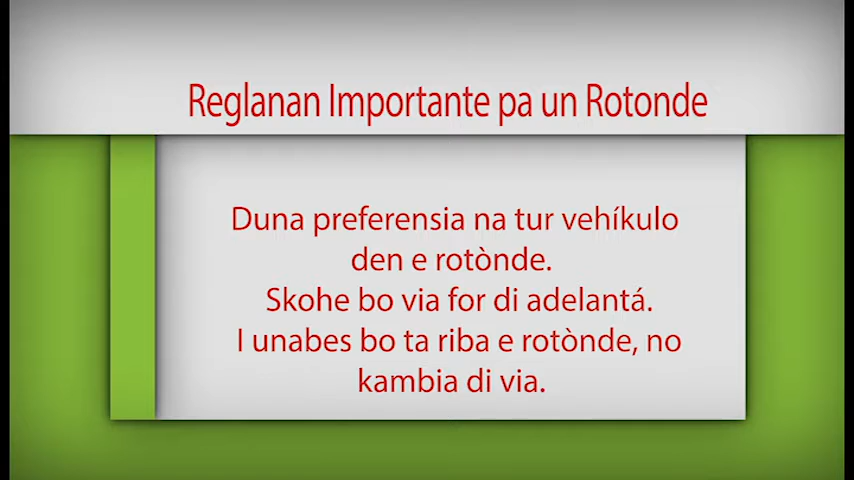 Reglanan Importante pa un Rotonde
Duna preferensia na tur vehíkulo
den e rotònde.
Skohe bo via for di adelantá.
I unabes bo ta riba e rotònde, no
kambia di via.